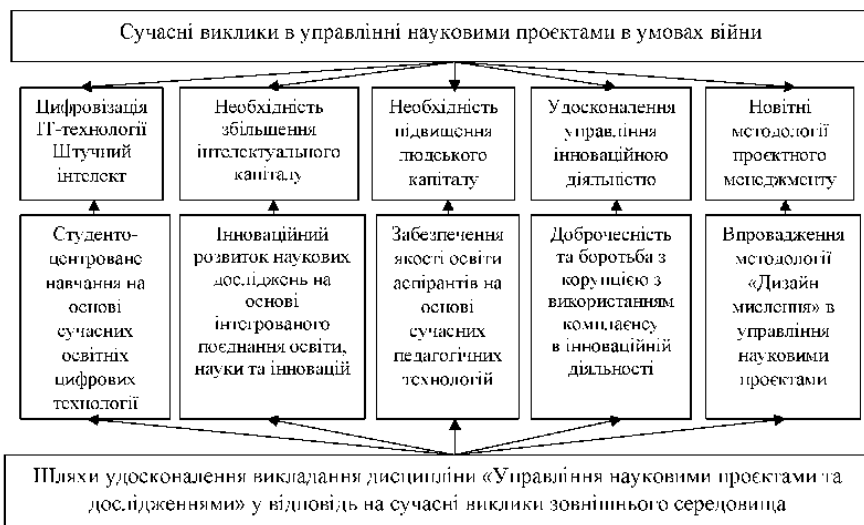 Сучасні виклики в управлінні науковими проєктами в умовах війни
Цифровізація
ІТ-технології
Штучний
інтелект
Необхідність
збільшення
інтелектуального
капіталу
Необхідність
підвищення
людського
капіталу
Удосконалення
управління
інноваційною
діяльністю
Новітні
методології
проєктного
менеджменту
Студенто-
центроване
навчання на
основі
сучасних
освітніх
цифрових
технології
Інноваційний
розвиток наукових
досліджень на
основі
інтегрованого
поєднання освіти,
науки та інновацій
Забезпечення
якості освіти
аспірантів на
основі
сучасних
педагогічних
технологій
Доброчесність
та боротьба з
корупцією з
використанням
комплаєнсу
в інноваційній
діяльності
Впровадження
методології
«Дизайн
мислення» в
управління
науковими
проєктами
Шляхи удосконалення викладання дисципліни «Управління науковими проєктами та
дослідженнями» у відповідь на сучасні виклики зовнішнього середовища